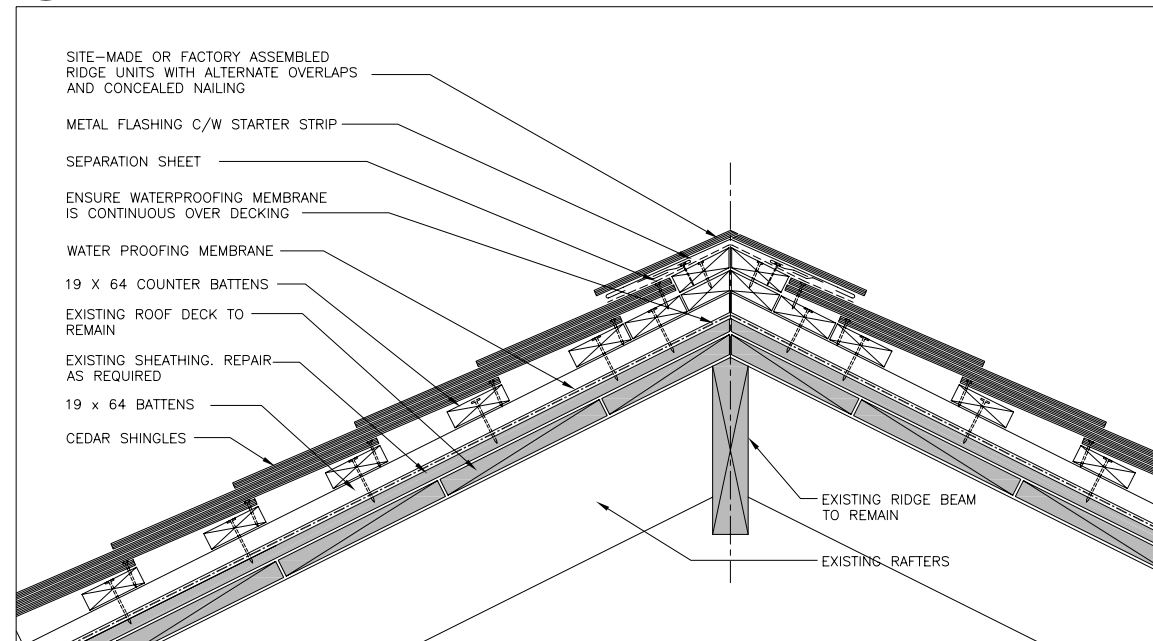 SITE-MADE OR FACTORY ASSEMBLED
RIDGE UNITS WITH ALTERNATE OVERLAPS
AND CONCEALED NAILING
METAL FLASHING C/W STARTER STRIP
SEPARATION SHEET
ENSURE WATERPROOFING MEMBRANE
IS CONTINUOUS OVER DECKING
WATER PROOFING MEMBRANE
19 X 64 COUNTER BATTENS
EXISTING ROOF DECK TO
REMAIN
EXISTING SHEATHING. REPAIR
AS REQUIRED
19 x 64 BATTENS
CEDAR SHINGLES
EXISTING RIDGE BEAM
TO REMAIN
EXISTING RAFTERS